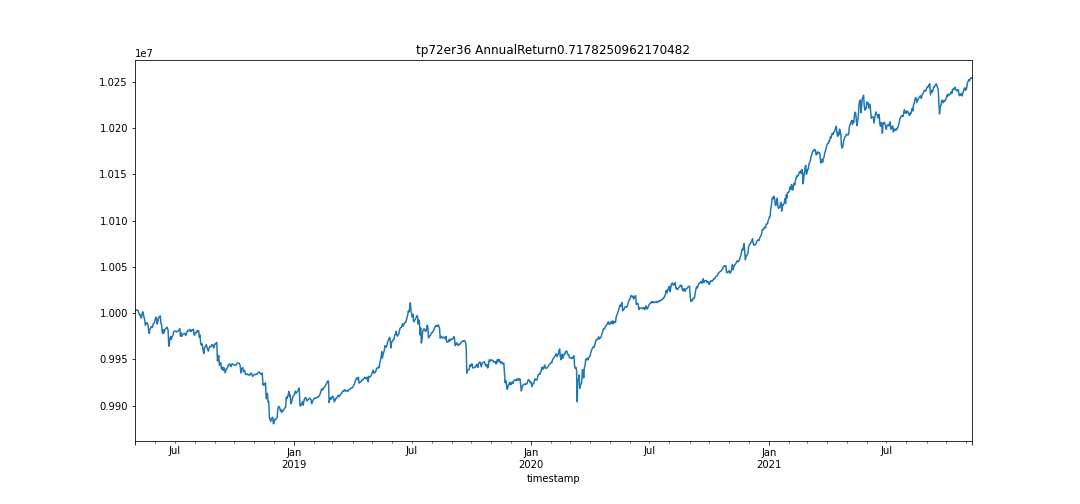 tp72er36 AnnualReturn0.7178250962170482
1e7
1.025
1.020
1.015
1.010
1.005
1.000
0.995
0.990
Jul Jan Jul Jan Jul Jan Jul
2019 2020 2021
timestamp